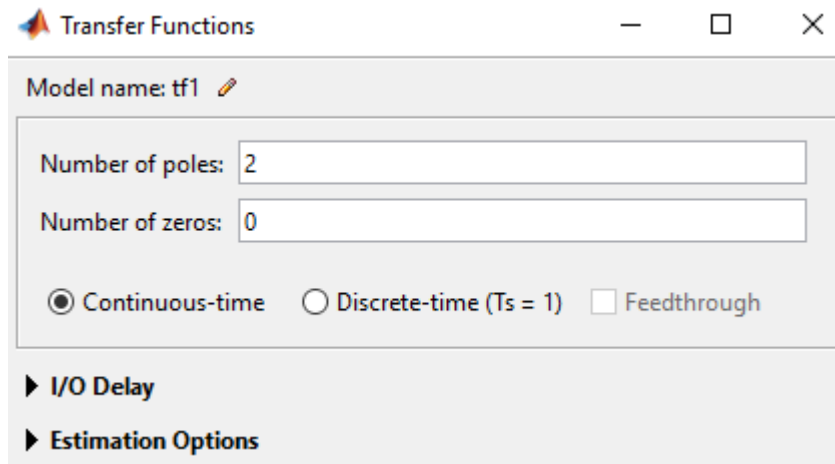 Transfer Functions
Model name: tf1
Number of poles: 2
Number of zeros: 0
Continuous-time Discrete-time (Ts = 1) Feedthrough
I/O Delay
Estimation Options